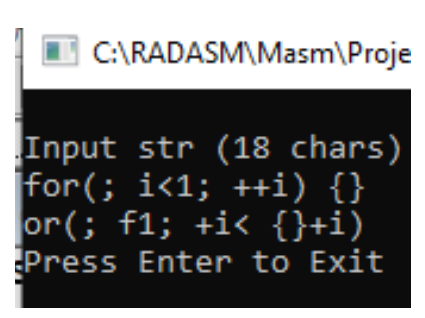 C:\RADASM\Masm\Proje
Input str (18 chars)
for(; i<1; ++i) {}
or(; f1; +i< {}+i)
Press Enter to Exit